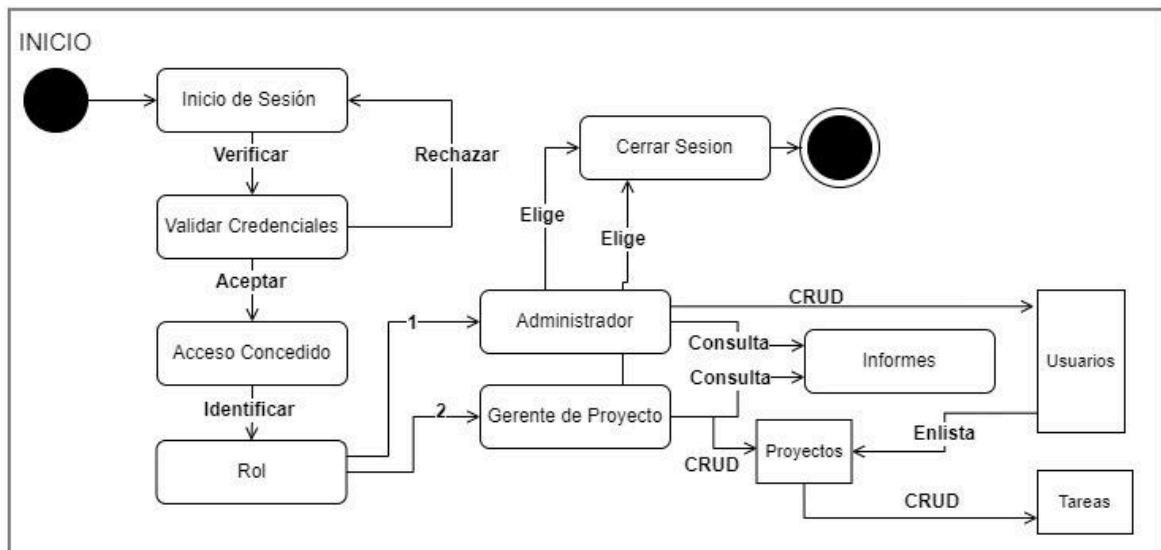 INICIO
Inicio de Sesión
Verificar
Rechazar
Validar Credenciales
Aceptar
Acceso Concedido
Identificar
Rol
1
2
Cerrar Sesion
Elige
Elige
Administrador
Gerente de Proyecto
CRUD
Consulta
Consulta
Informes
Usuarios
Enlista
CRUD
Proyectos
CRUD
Tareas